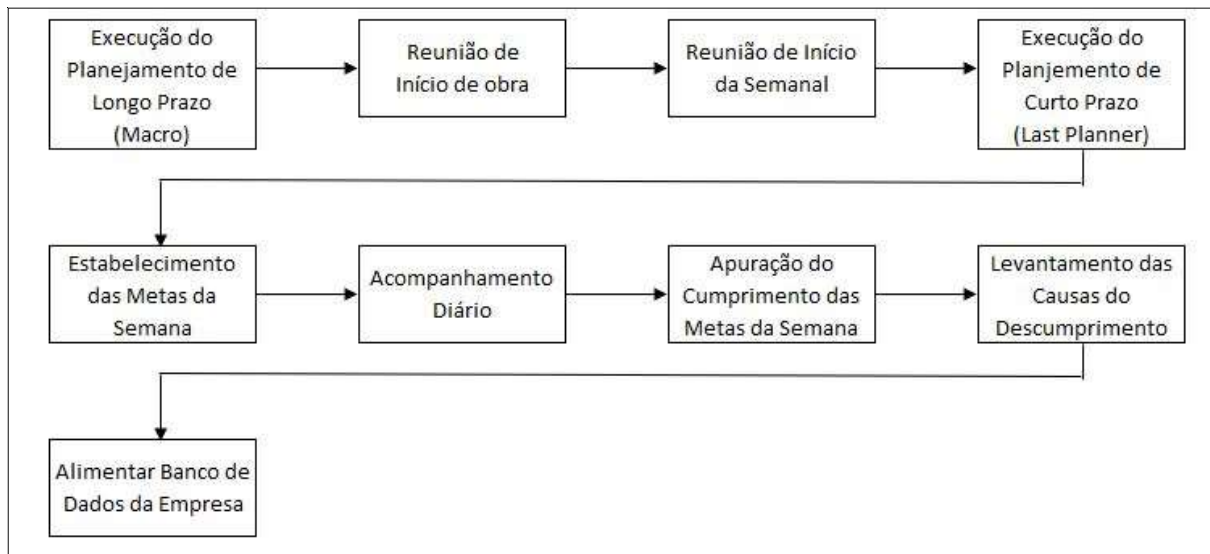 Execução do
Planejamento de
Longo Prazo
(Macro)
Reunião de
Início de obra
Reunião de Início
da Semanal
Execução do
Planjemento de
Curto Prazo
(Last Planner)
Estabelecimento
das Metas da
Semana
Acompanhamento
Diário
Apuração do
Cumprimento das
Metas da Semana
Levantamento das
Causas do
Descumprimento
Alimentar Banco de
Dados da Empresa